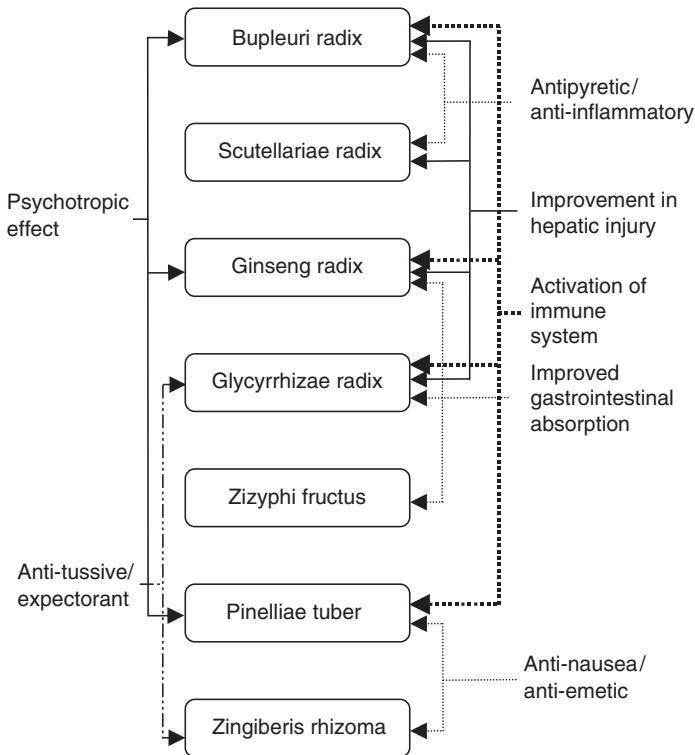 Bupleuri radix
Antipyretic/
anti-inflammatory
Scutellariae radix
Psychotropic
effect
Improvement in
hepatic injury
Ginseng radix
Activation of
immune
system
Glycyrrhizae radix
Improved
gastrointestinal
absorption
Zizyphi fructus
Anti-tussive/
expectorant
Pinelliae tuber
Anti-nausea/
anti-emetic
Zingiberis rhizoma